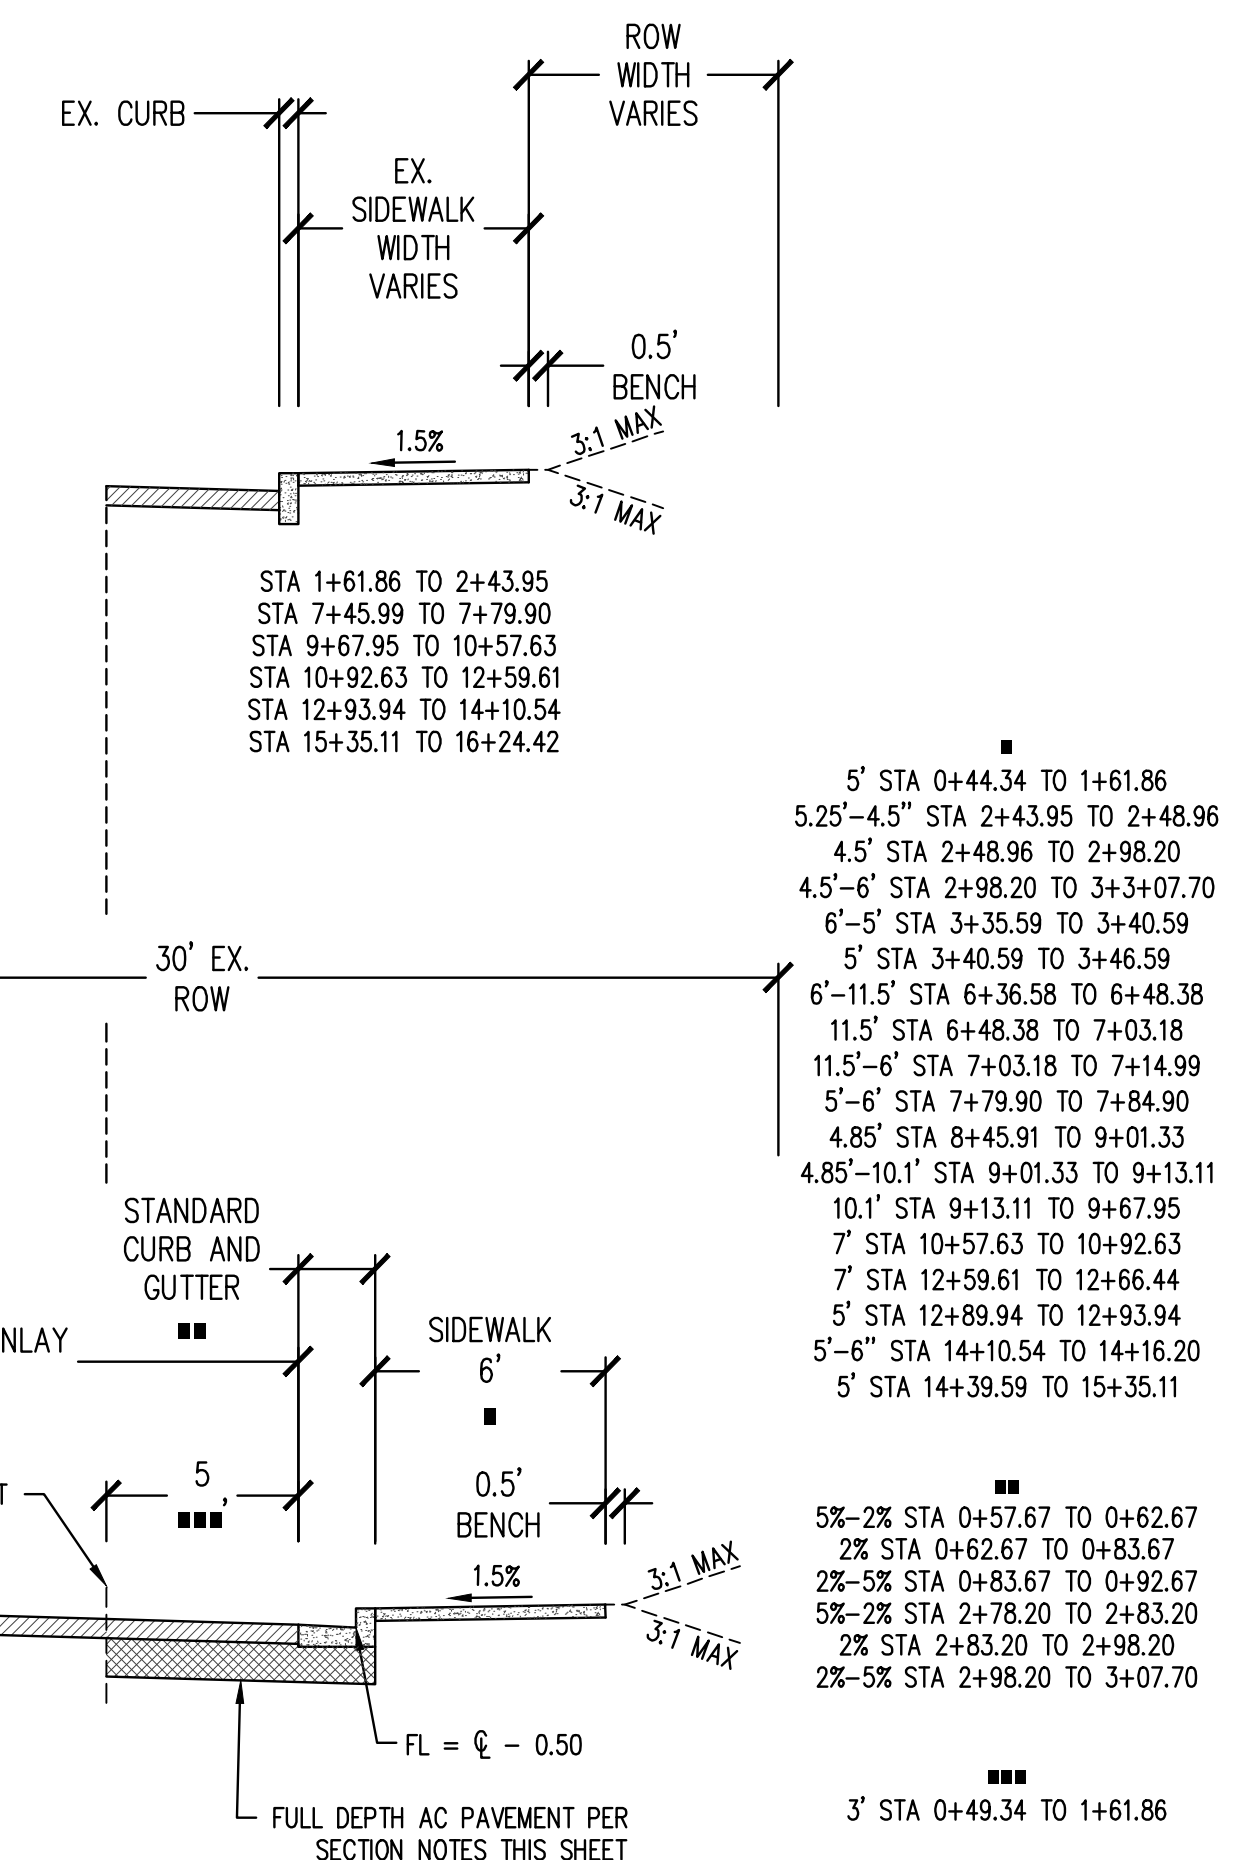 ROW
WIDTH
VARIES
EX. CURB
EX.
SIDEWALK
WIDTH
VARIES
0.5'
BENCH
1.5%
3:1 MAX
3:1 MAX
STA 1+61.86 TO 2+43.95
STA 7+45.99 TO 7+79.90
STA 9+67.95 TO 10+57.63
STA 10+92.63 TO 12+59.61
STA 12+93.94 TO 14+10.54
STA 15+35.11 TO 16+24.42
■
5' STA 0+44.34 TO 1+61.86
5.25'-4.5" STA 2+43.95 TO 2+48.96
4.5' STA 2+48.96 TO 2+98.20
4.5'-6' STA 2+98.20 TO 3+3+07.70
6'-5' STA 3+35.59 TO 3+40.59
5' STA 3+40.59 TO 3+46.59
6'-11.5' STA 6+36.58 TO 6+48.38
11.5' STA 6+48.38 TO 7+03.18
11.5'-6' STA 7+03.18 TO 7+14.99
5'-6' STA 7+79.90 TO 7+84.90
4.85' STA 8+45.91 TO 9+01.33
4.85'-10.1' STA 9+01.33 TO 9+13.11
10.1' STA 9+13.11 TO 9+67.95
7' STA 10+57.63 TO 10+92.63
7' STA 12+59.61 TO 12+66.44
5' STA 12+89.94 TO 12+93.94
5'-6" STA 14+10.54 TO 14+16.20
5' STA 14+39.59 TO 15+35.11
30' EX.
ROW
STANDARD
CURB AND
GUTTER
■■
NLAY
SIDEWALK
6'
■
5
'
■■■
T
0.5'
BENCH
1.5%
3:1 MAX
3:1 MAX
FL = ℄ - 0.50
FULL DEPTH AC PAVEMENT PER
SECTION NOTES THIS SHEET
■■
5%-2% STA 0+57.67 TO 0+62.67
2% STA 0+62.67 TO 0+83.67
2%-5% STA 0+83.67 TO 0+92.67
5%-2% STA 2+78.20 TO 2+83.20
2% STA 2+83.20 TO 2+98.20
2%-5% STA 2+98.20 TO 3+07.70
■■■
3' STA 0+49.34 TO 1+61.86